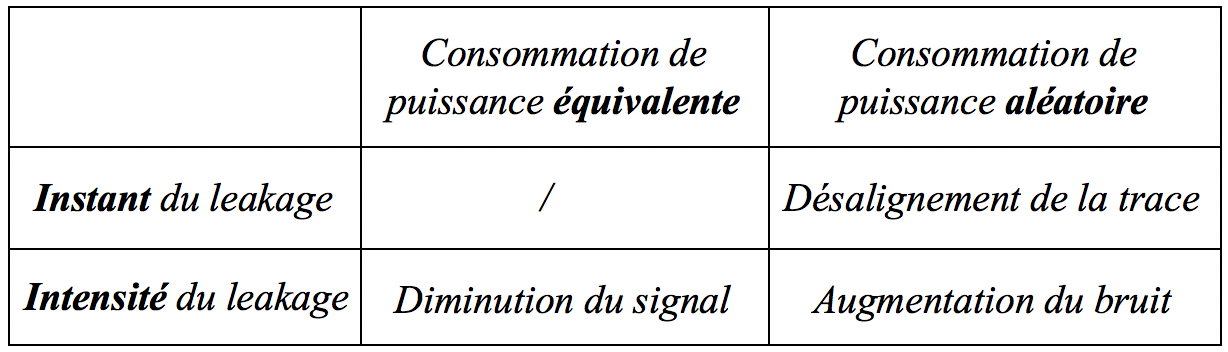 Consommation de
puissance équivalente
Consommation de
puissance aléatoire
Instant du leakage
/
Désalignement de la trace
Intensité du leakage
Diminution du signal
Augmentation du bruit